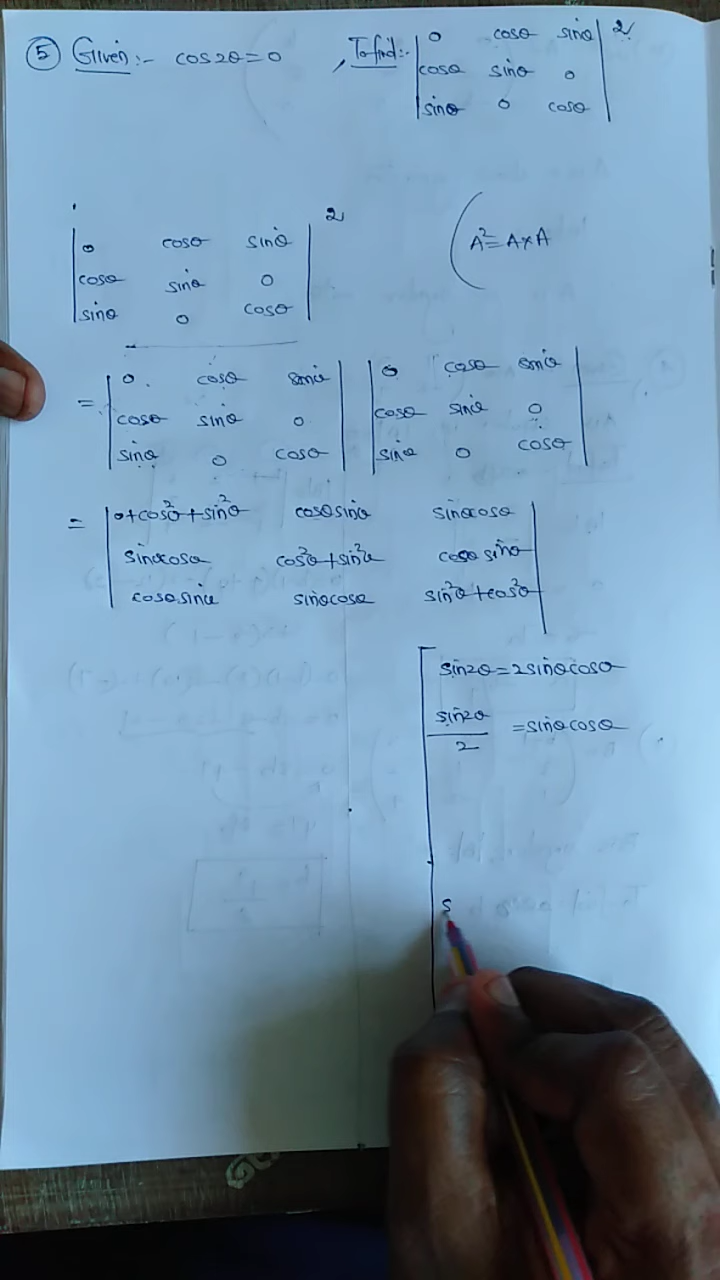 ⑤ Given:- cos2θ=0 , To find:- | 0 cosθ sinθ | 2
| cosθ sinθ 0 |
| sinθ 0 cosθ |
| 0 cosθ sinθ | 2 ( A²=A×A
| cosθ sinθ 0 |
| sinθ 0 cosθ |
= | 0 cosθ sinθ | | 0 cosθ sinθ |
| cosθ sinθ 0 | | cosθ sinθ 0 |
| sinθ 0 cosθ | | sinθ 0 cosθ |
= | 0+cos²θ+sin²θ cosθsinθ sinθcosθ |
| sinθcosθ cos²θ+sin²θ cosθsinθ |
| cosθsinθ sinθcosθ sin²θ+cos²θ |
sin2θ=2sinθcosθ
sin2θ/2 =sinθcosθ
s